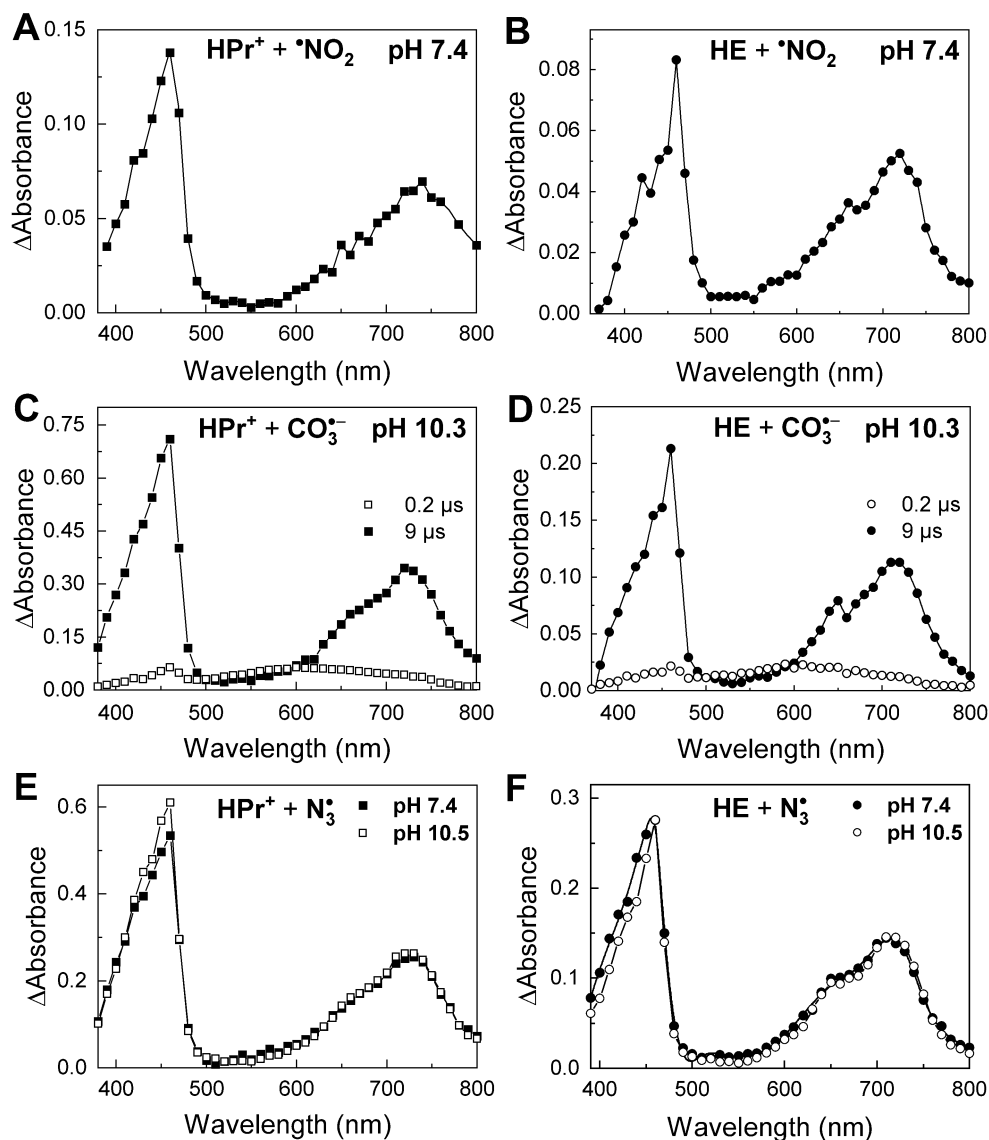 A
HPr⁺ + •NO₂ pH 7.4
0.15
0.10
0.05
0.00
ΔAbsorbance
400 500 600 700 800
Wavelength (nm)
B
HE + •NO₂ pH 7.4
0.08
0.06
0.04
0.02
0.00
ΔAbsorbance
400 500 600 700 800
Wavelength (nm)
C
HPr⁺ + CO₃•⁻ pH 10.3
0.75
0.60
0.45
0.30
0.15
0.00
ΔAbsorbance
0.2 µs
9 µs
400 500 600 700 800
Wavelength (nm)
D
HE + CO₃•⁻ pH 10.3
0.25
0.20
0.15
0.10
0.05
0.00
ΔAbsorbance
0.2 µs
9 µs
400 500 600 700 800
Wavelength (nm)
E
HPr⁺ + N₃•
pH 7.4
pH 10.5
0.6
0.4
0.2
0.0
ΔAbsorbance
400 500 600 700 800
Wavelength (nm)
F
HE + N₃•
pH 7.4
pH 10.5
0.3
0.2
0.1
0.0
ΔAbsorbance
400 500 600 700 800
Wavelength (nm)